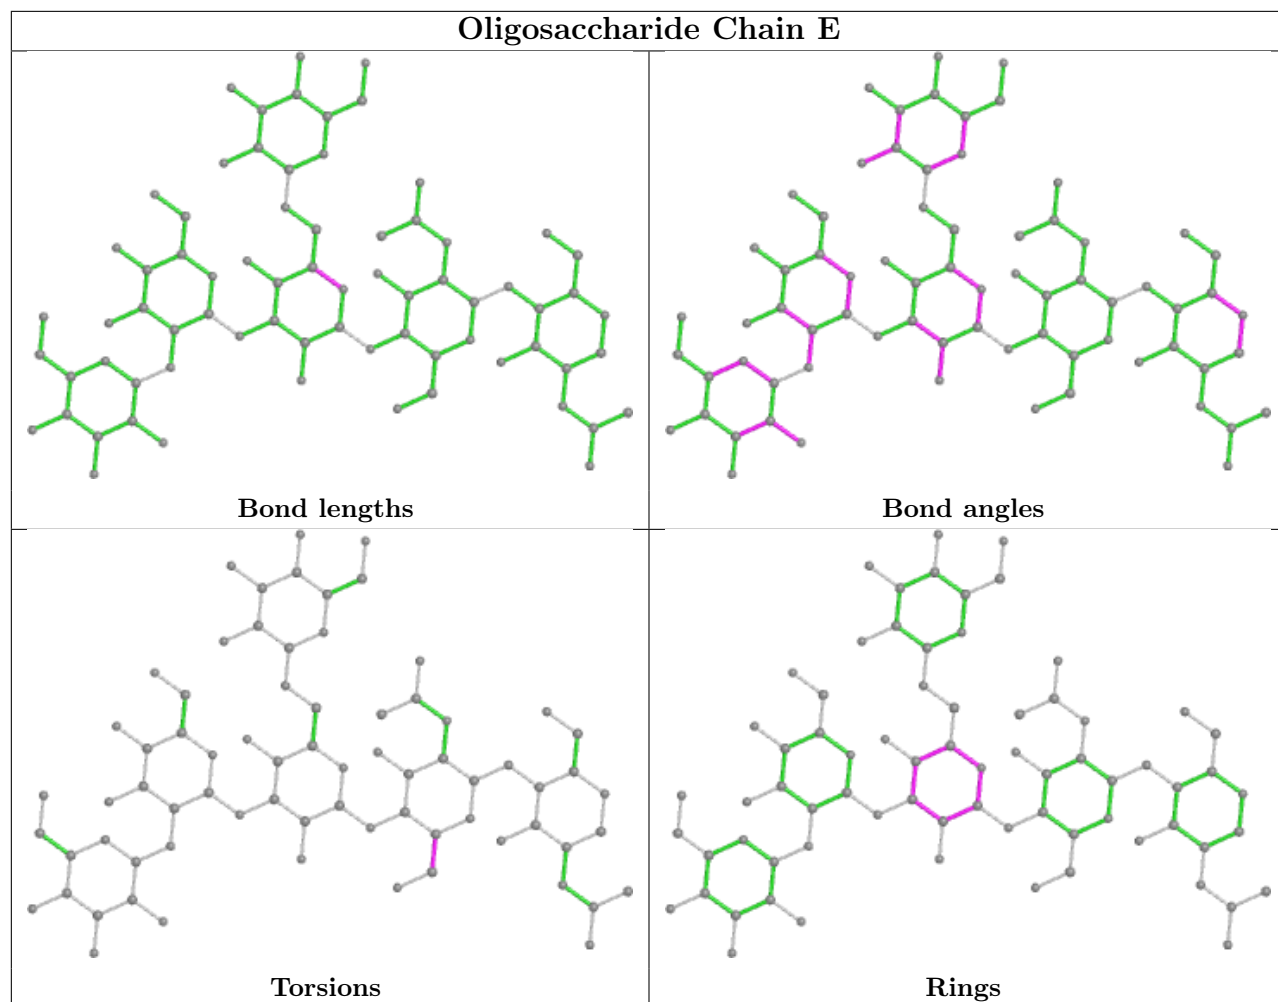 Oligosaccharide Chain E
Bond lengths
Bond angles
Torsions
Rings